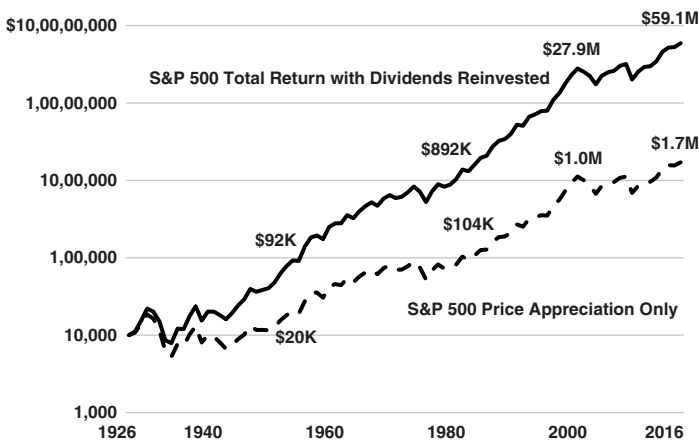 $10,00,00,000
$59.1M
$27.9M
S&P 500 Total Return with Dividends Reinvested
1,00,00,000
$892K
$1.7M
$1.0M
10,00,000
$104K
$92K
1,00,000
S&P 500 Price Appreciation Only
10,000
$20K
1,000
1926 1940 1960 1980 2000 2016